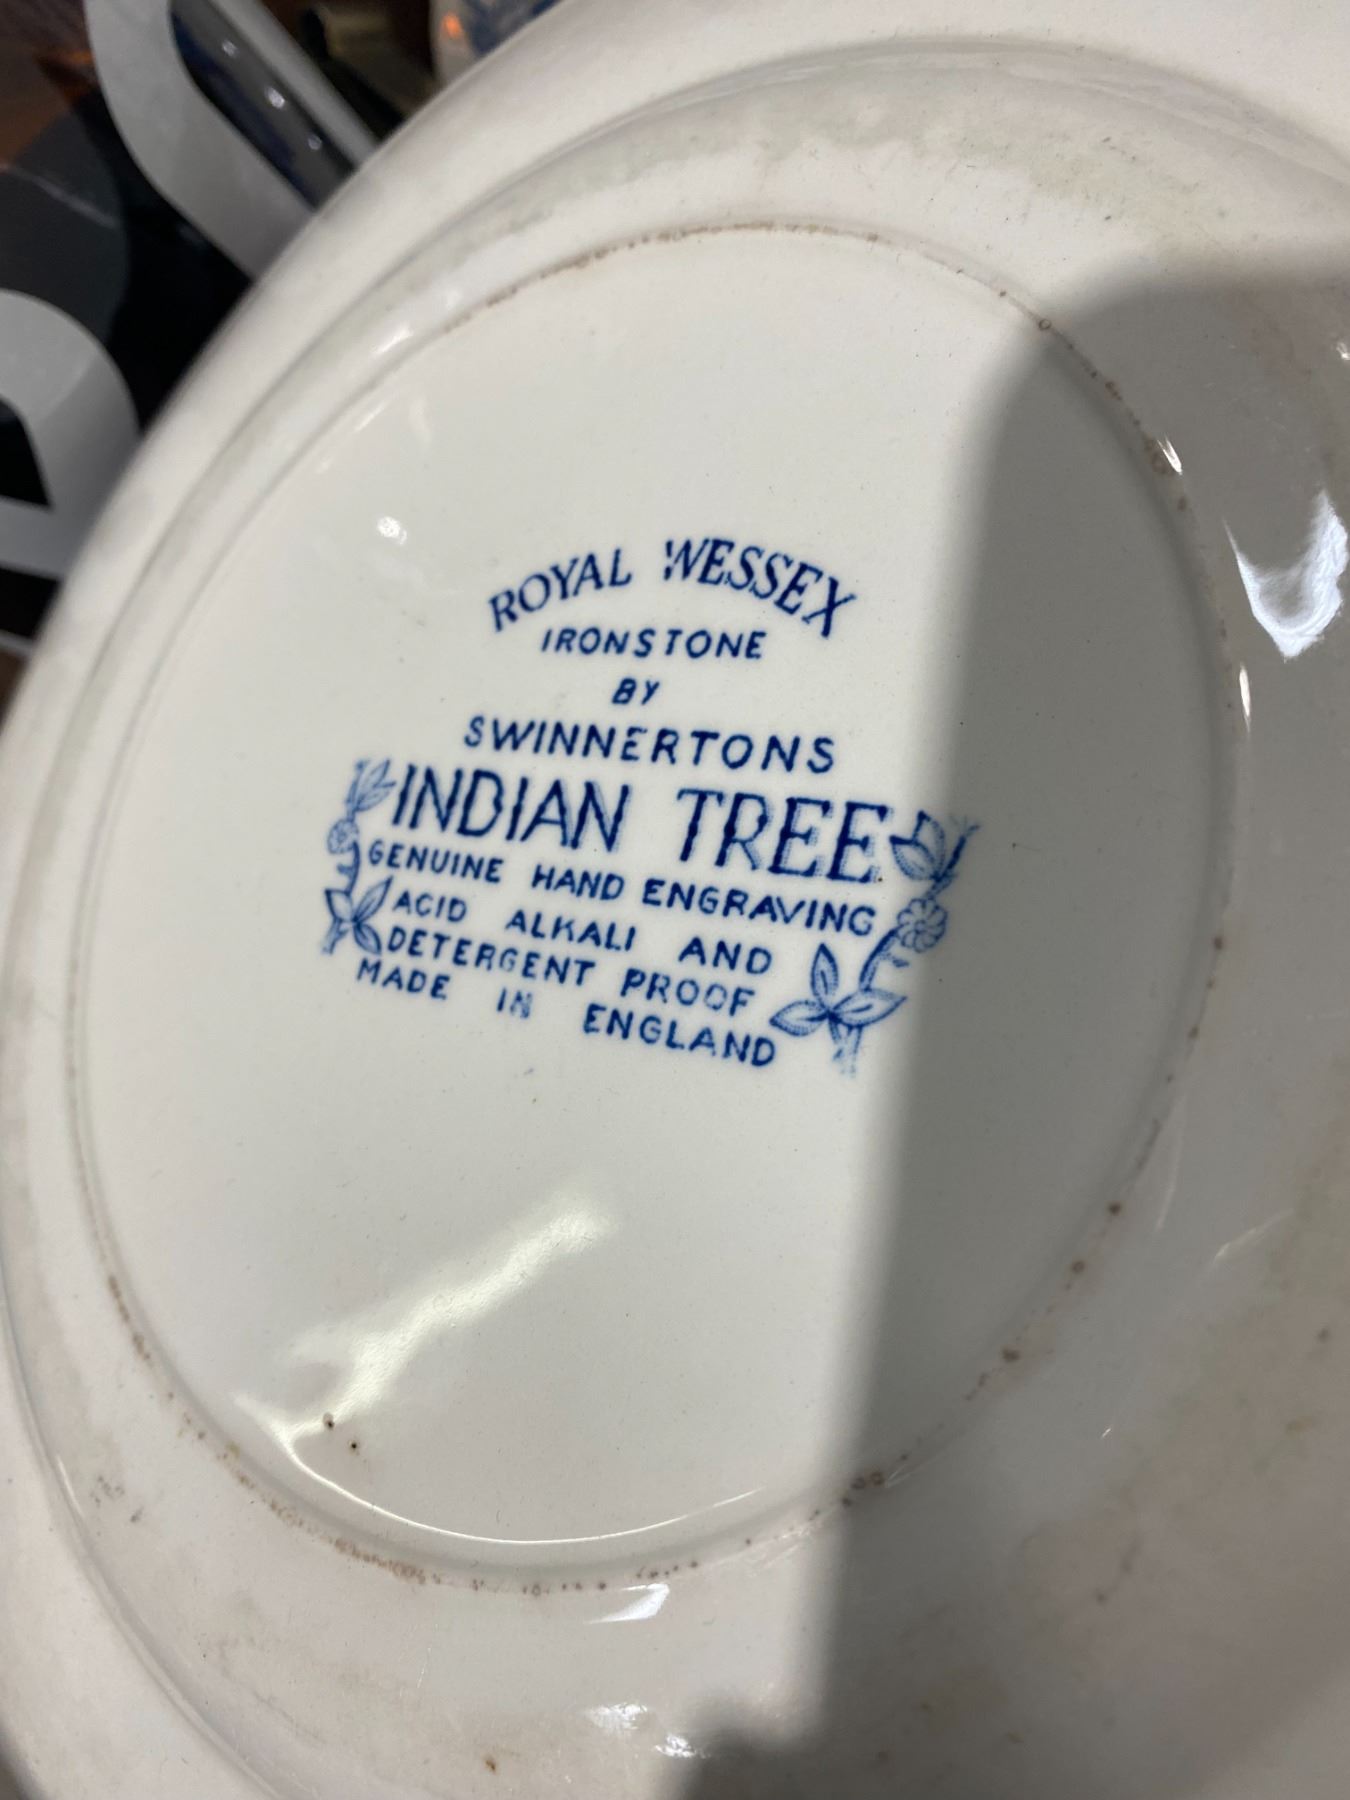 ROYAL WESSEX
IRONSTONE
BY
SWINNERTONS
INDIAN TREE
GENUINE HAND ENGRAVING
ACID ALKALI AND
DETERGENT PROOF
MADE IN ENGLAND